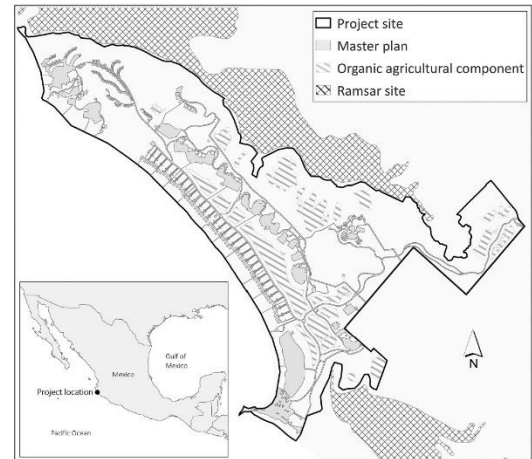 Project site
Master plan
Organic agricultural component
Ramsar site
Gulf of
Mexico
Mexico
Project location
Pacific Ocean
N